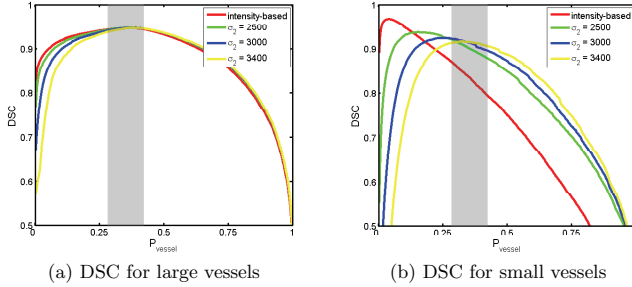 intensity-based
σ₂ = 2500
σ₂ = 3000
σ₂ = 3400
DSC
1
0.9
0.8
0.7
0.6
0.5
0
0.25
0.5
0.75
1
P_vessel
(a) DSC for large vessels
intensity-based
σ₂ = 2500
σ₂ = 3000
σ₂ = 3400
DSC
1
0.9
0.8
0.7
0.6
0.5
0
0.25
0.5
0.75
P_vessel
(b) DSC for small vessels